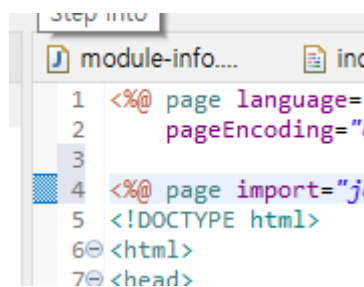 Step Into
module-info....
1 <%@ page language=
2 pageEncoding="
3
4 <%@ page import="j
5 <!DOCTYPE html>
6 <html>
7 <head>